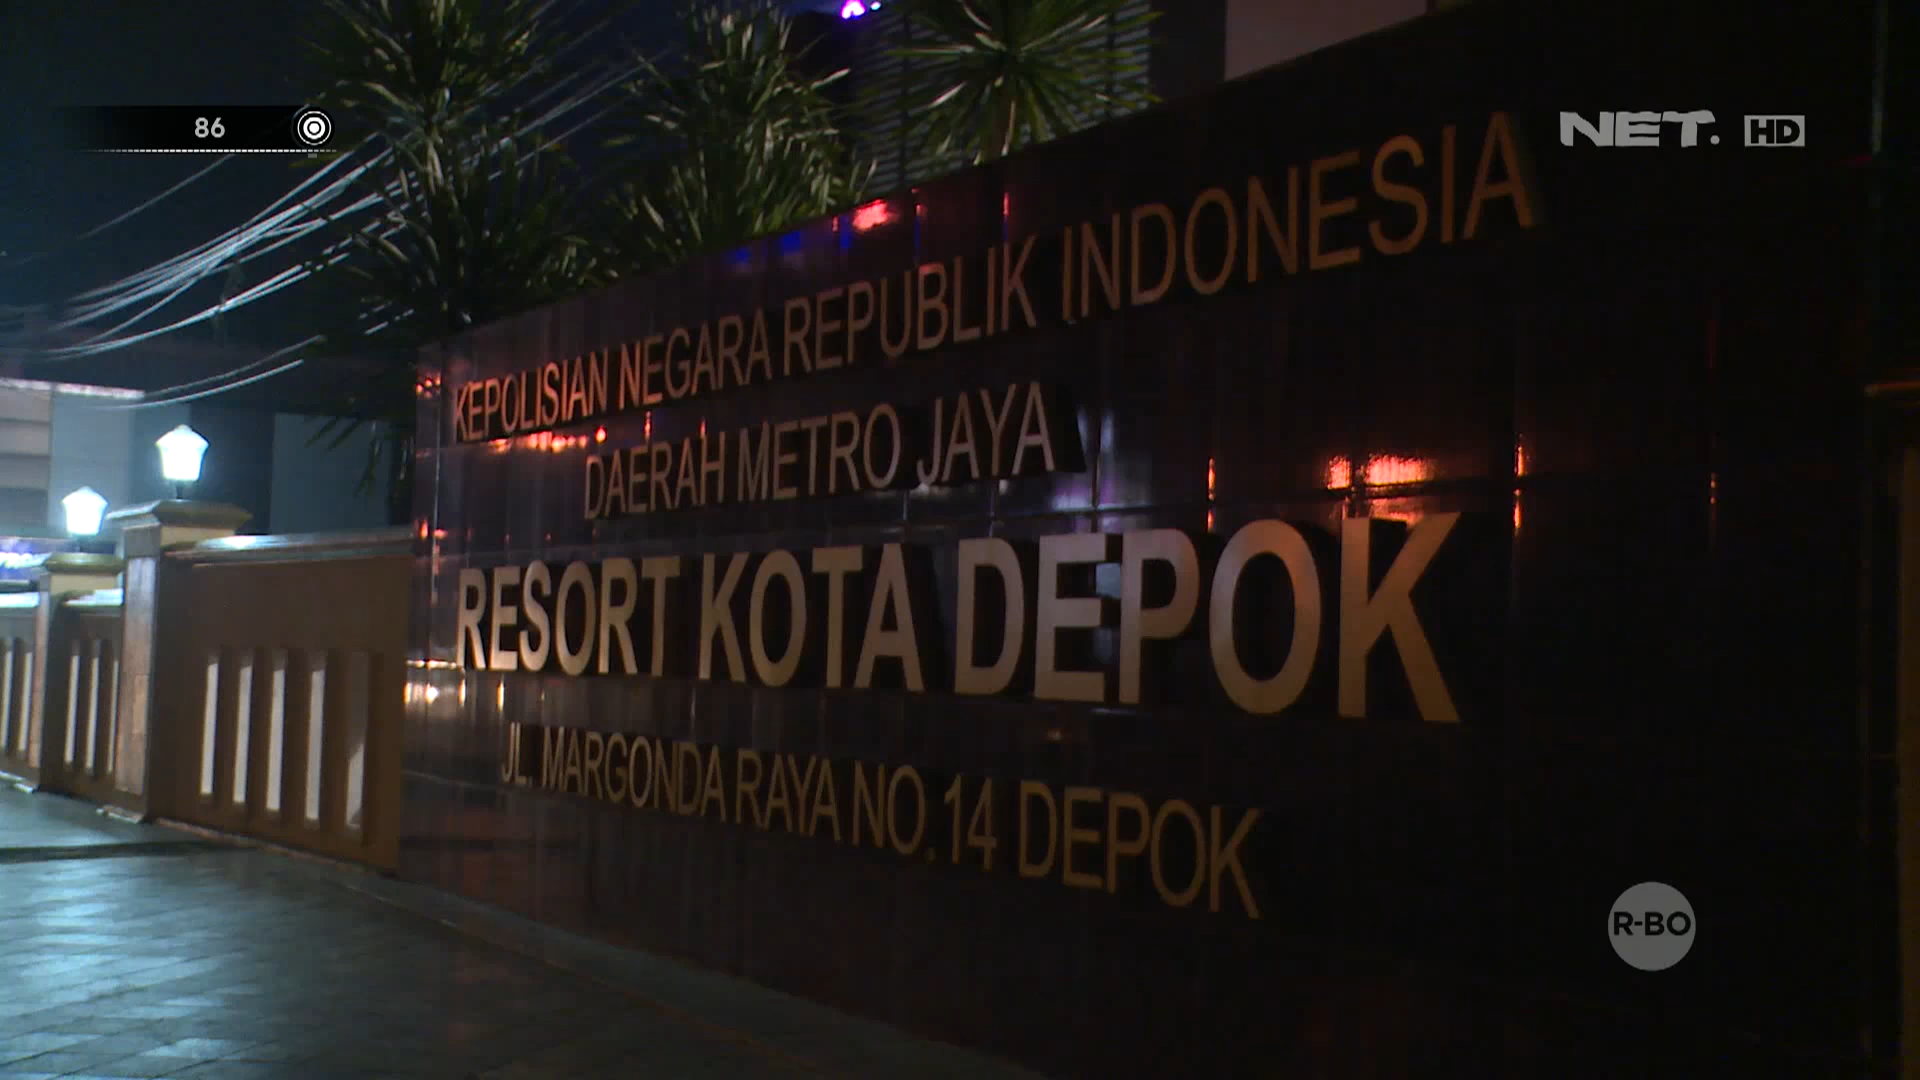 86
NET. HD
KEPOLISIAN NEGARA REPUBLIK INDONESIA
DAERAH METRO JAYA
RESORT KOTA DEPOK
JL. MARGONDA RAYA NO.14 DEPOK
R-BO